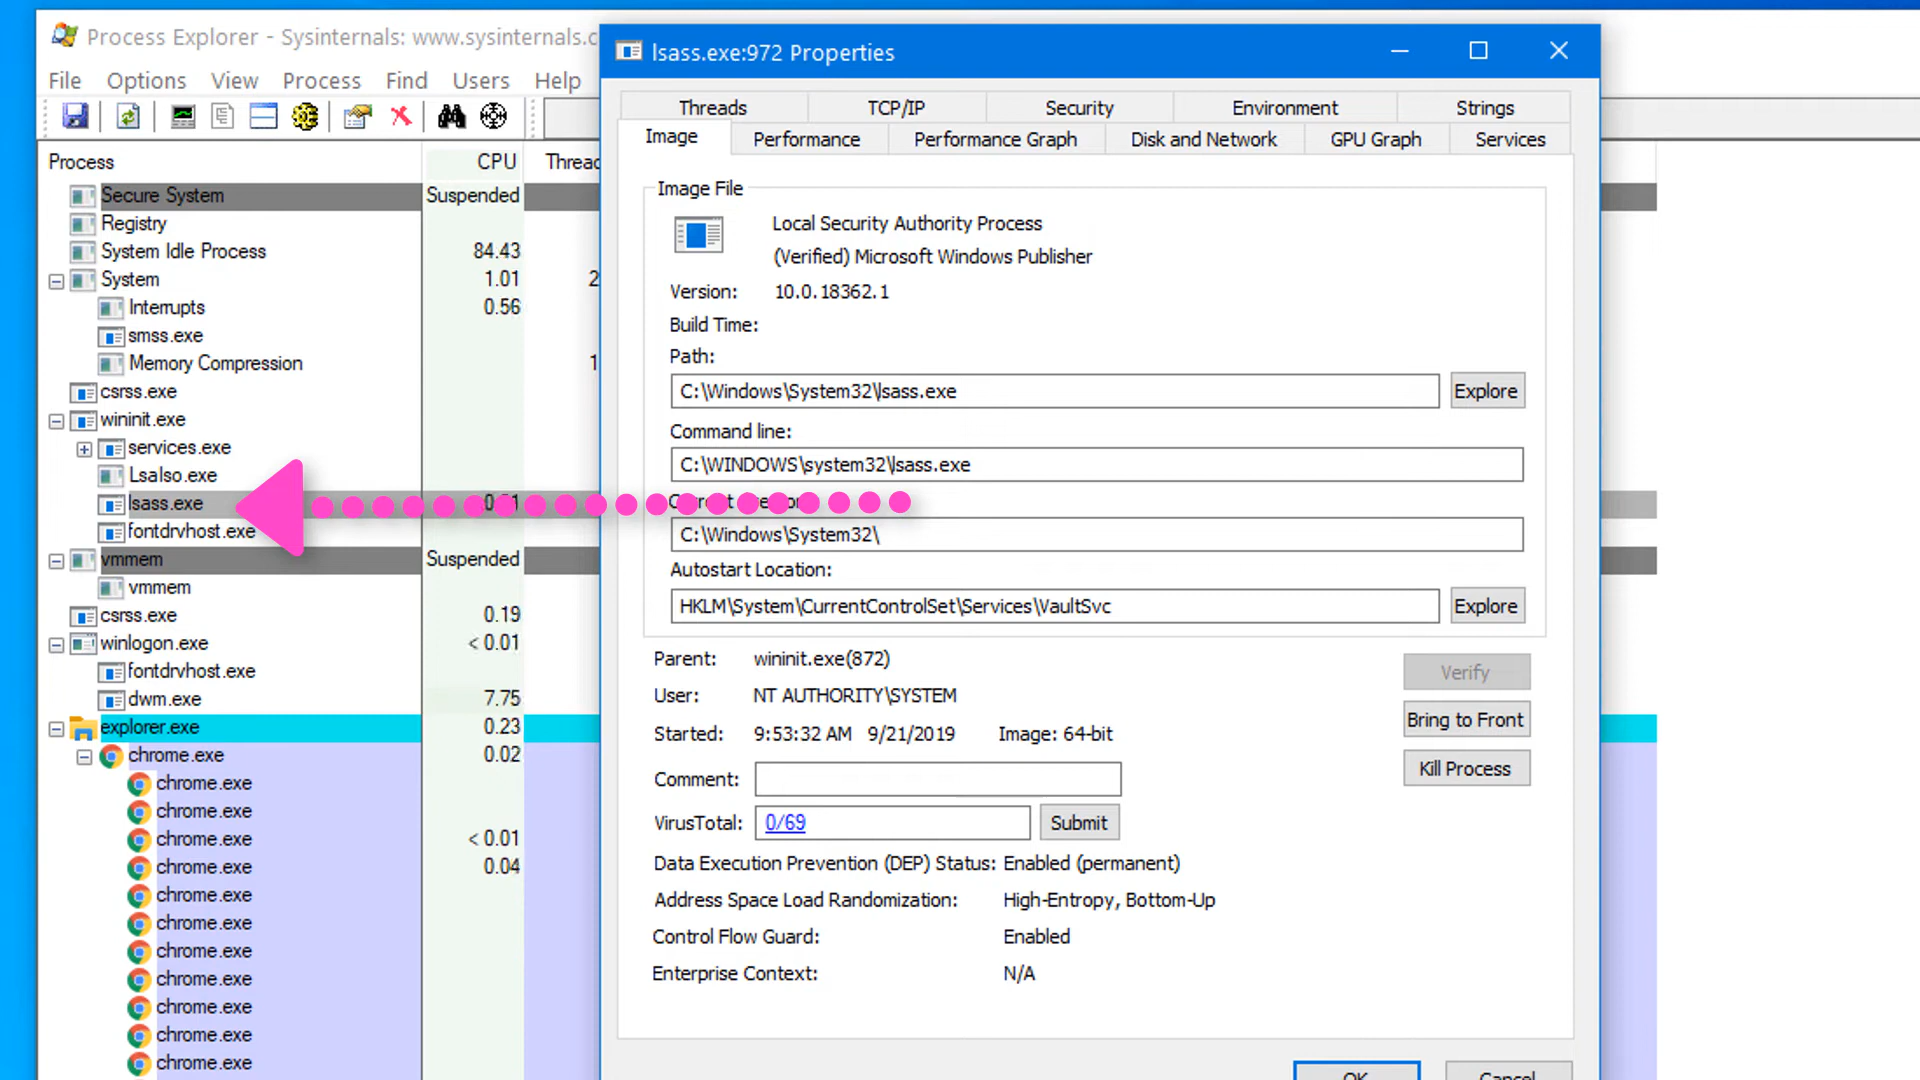 Process Explorer - Sysinternals: www.sysinternals.c
File Options View Process Find Users Help
Process CPU Threa
Secure System Suspended
Registry
System Idle Process 84.43
System 1.01 2
Interrupts 0.56
smss.exe
Memory Compression 1
csrss.exe
wininit.exe
services.exe
LsaIso.exe
lsass.exe
fontdrvhost.exe
vmmem Suspended
vmmem
csrss.exe 0.19
winlogon.exe < 0.01
fontdrvhost.exe
dwm.exe 7.75
explorer.exe 0.23
chrome.exe 0.02
chrome.exe
chrome.exe
chrome.exe < 0.01
chrome.exe 0.04
chrome.exe
chrome.exe
chrome.exe
chrome.exe
chrome.exe
chrome.exe
chrome.exe
lsass.exe:972 Properties
Threads TCP/IP Security Environment Strings
Image Performance Performance Graph Disk and Network GPU Graph Services
Image File
Local Security Authority Process
(Verified) Microsoft Windows Publisher
Version: 10.0.18362.1
Build Time:
Path:
C:\Windows\System32\lsass.exe Explore
Command line:
C:\WINDOWS\system32\lsass.exe
C:\Windows\System32\
Autostart Location:
HKLM\System\CurrentControlSet\Services\VaultSvc Explore
Parent: wininit.exe(872)
Verify
User: NT AUTHORITY\SYSTEM
Bring to Front
Started: 9:53:32 AM 9/21/2019 Image: 64-bit
Kill Process
Comment:
VirusTotal: 0/69 Submit
Data Execution Prevention (DEP) Status: Enabled (permanent)
Address Space Load Randomization: High-Entropy, Bottom-Up
Control Flow Guard: Enabled
Enterprise Context: N/A
OK Cancel